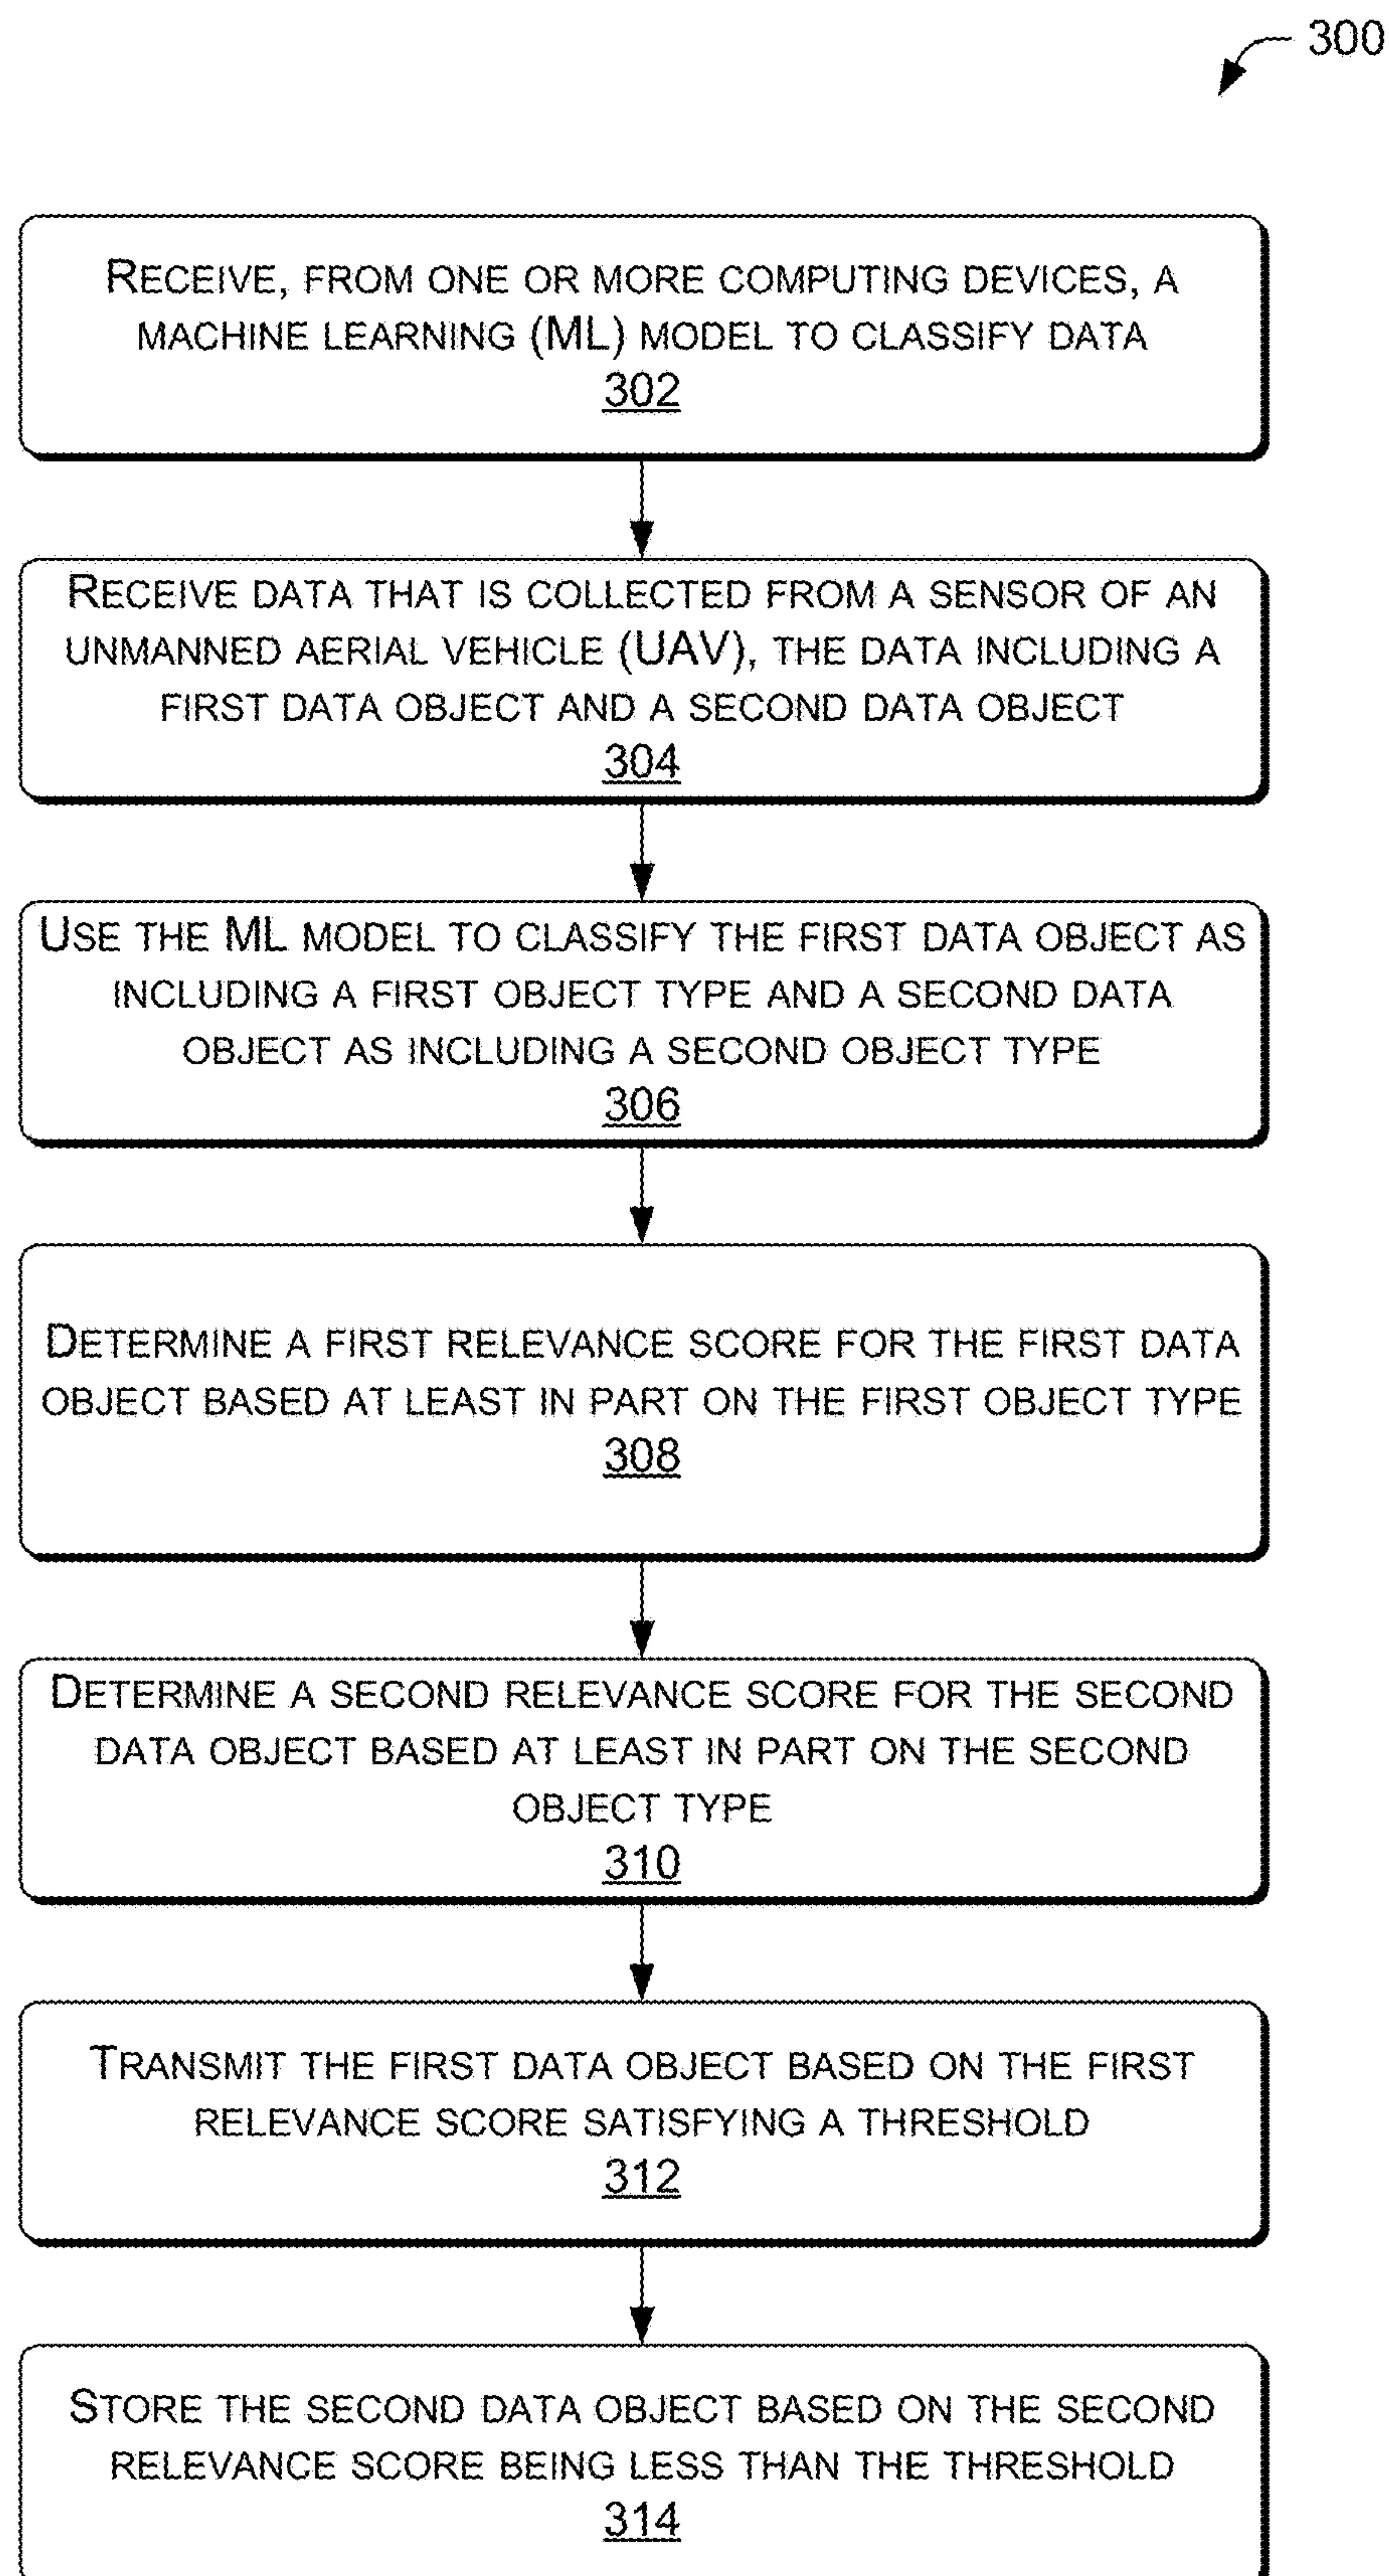 300
RECEIVE, FROM ONE OR MORE COMPUTING DEVICES, A
MACHINE LEARNING (ML) MODEL TO CLASSIFY DATA
302
RECEIVE DATA THAT IS COLLECTED FROM A SENSOR OF AN
UNMANNED AERIAL VEHICLE (UAV), THE DATA INCLUDING A
FIRST DATA OBJECT AND A SECOND DATA OBJECT
304
USE THE ML MODEL TO CLASSIFY THE FIRST DATA OBJECT AS
INCLUDING A FIRST OBJECT TYPE AND A SECOND DATA
OBJECT AS INCLUDING A SECOND OBJECT TYPE
306
DETERMINE A FIRST RELEVANCE SCORE FOR THE FIRST DATA
OBJECT BASED AT LEAST IN PART ON THE FIRST OBJECT TYPE
308
DETERMINE A SECOND RELEVANCE SCORE FOR THE SECOND
DATA OBJECT BASED AT LEAST IN PART ON THE SECOND
OBJECT TYPE
310
TRANSMIT THE FIRST DATA OBJECT BASED ON THE FIRST
RELEVANCE SCORE SATISFYING A THRESHOLD
312
STORE THE SECOND DATA OBJECT BASED ON THE SECOND
RELEVANCE SCORE BEING LESS THAN THE THRESHOLD
314